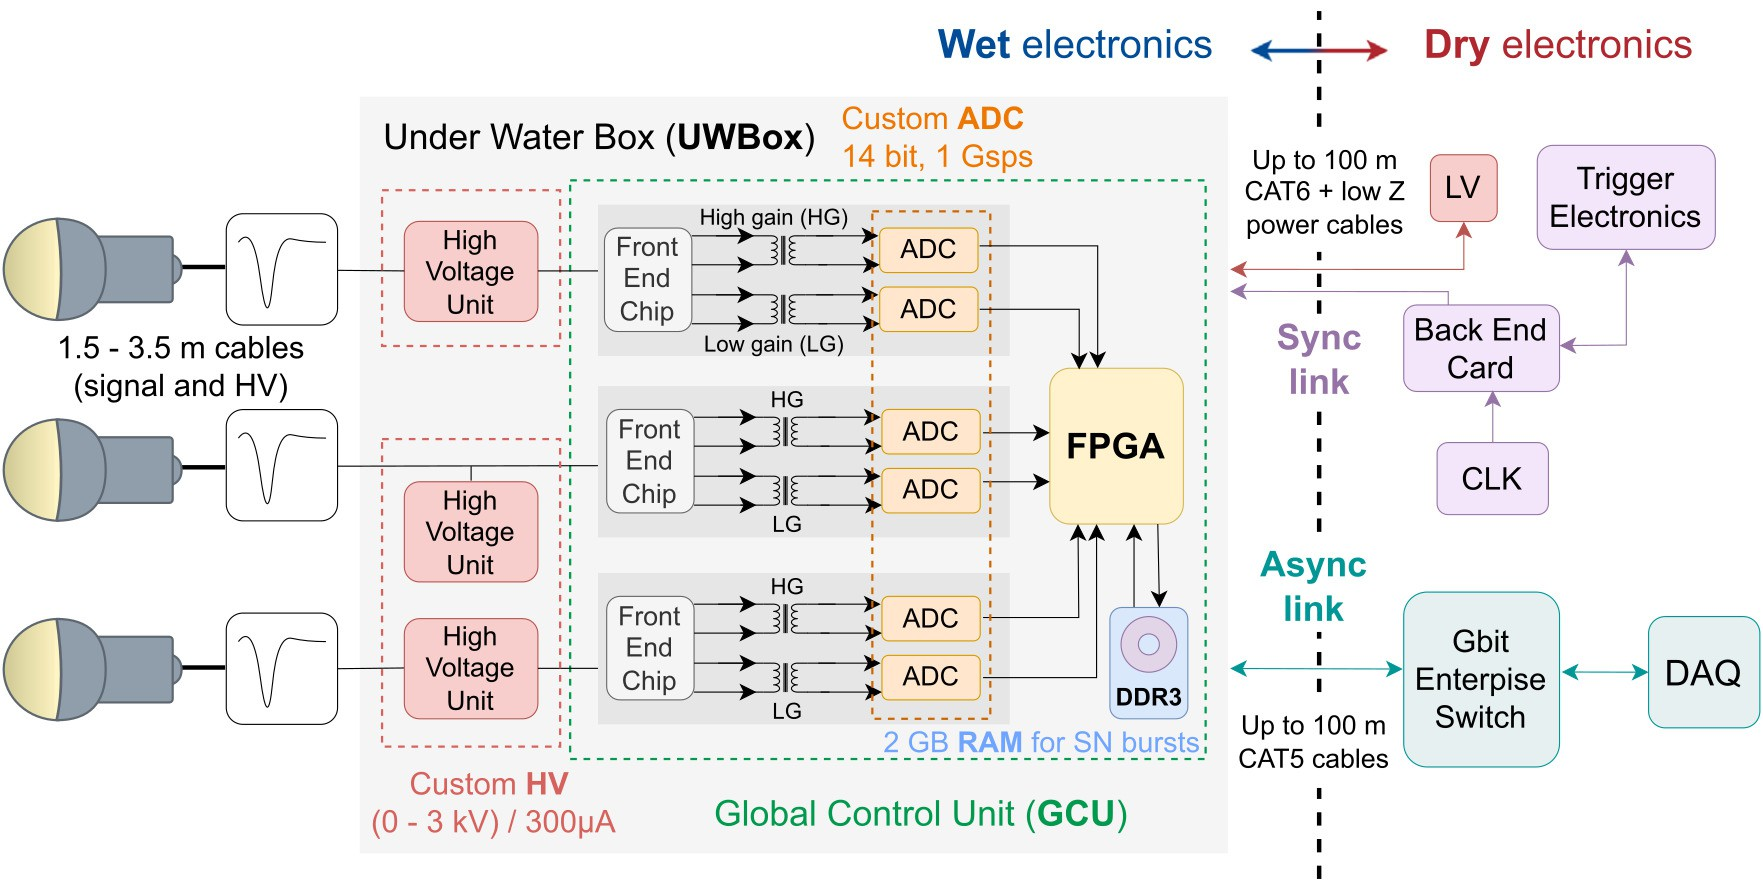 Wet electronics
Dry electronics
Under Water Box (UWBox)
Custom ADC
14 bit, 1 Gsps
1.5 - 3.5 m cables
(signal and HV)
High
Voltage
Unit
High
Voltage
Unit
High
Voltage
Unit
Custom HV
(0 - 3 kV) / 300µA
High gain (HG)
Front
End
Chip
ADC
ADC
Low gain (LG)
HG
Front
End
Chip
ADC
ADC
LG
HG
Front
End
Chip
ADC
ADC
LG
FPGA
DDR3
2 GB RAM for SN bursts
Global Control Unit (GCU)
Up to 100 m
CAT6 + low Z
power cables
LV
Trigger
Electronics
Sync
link
Back End
Card
CLK
Async
link
Gbit
Enterpise
Switch
DAQ
Up to 100 m
CAT5 cables